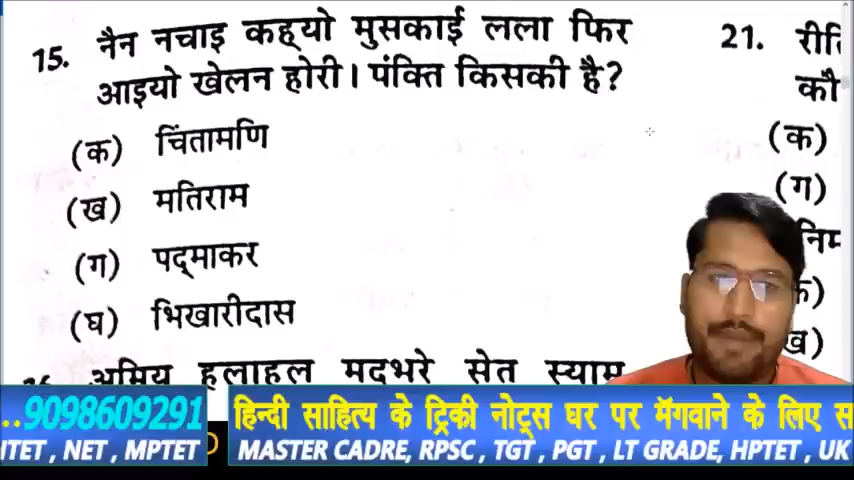 15. नैन नचाइ कह्यो मुसकाई लला फिर
आइयो खेलन होरी। पंक्ति किसकी है?
(क) चिंतामणि
(ख) मतिराम
(ग) पद्माकर
(घ) भिखारीदास
अमिय हलाहल मदभरे सेत स्याम
21. रीति
कौ
(क)
(ग)
निम
क)
ख)
..9098609291 हिन्दी साहित्य के ट्रिकी नोट्स घर पर मॅगवाने के लिए स
ITET, NET, MPTET
MASTER CADRE, RPSC, TGT, PGT, LT GRADE, HPTET, UK